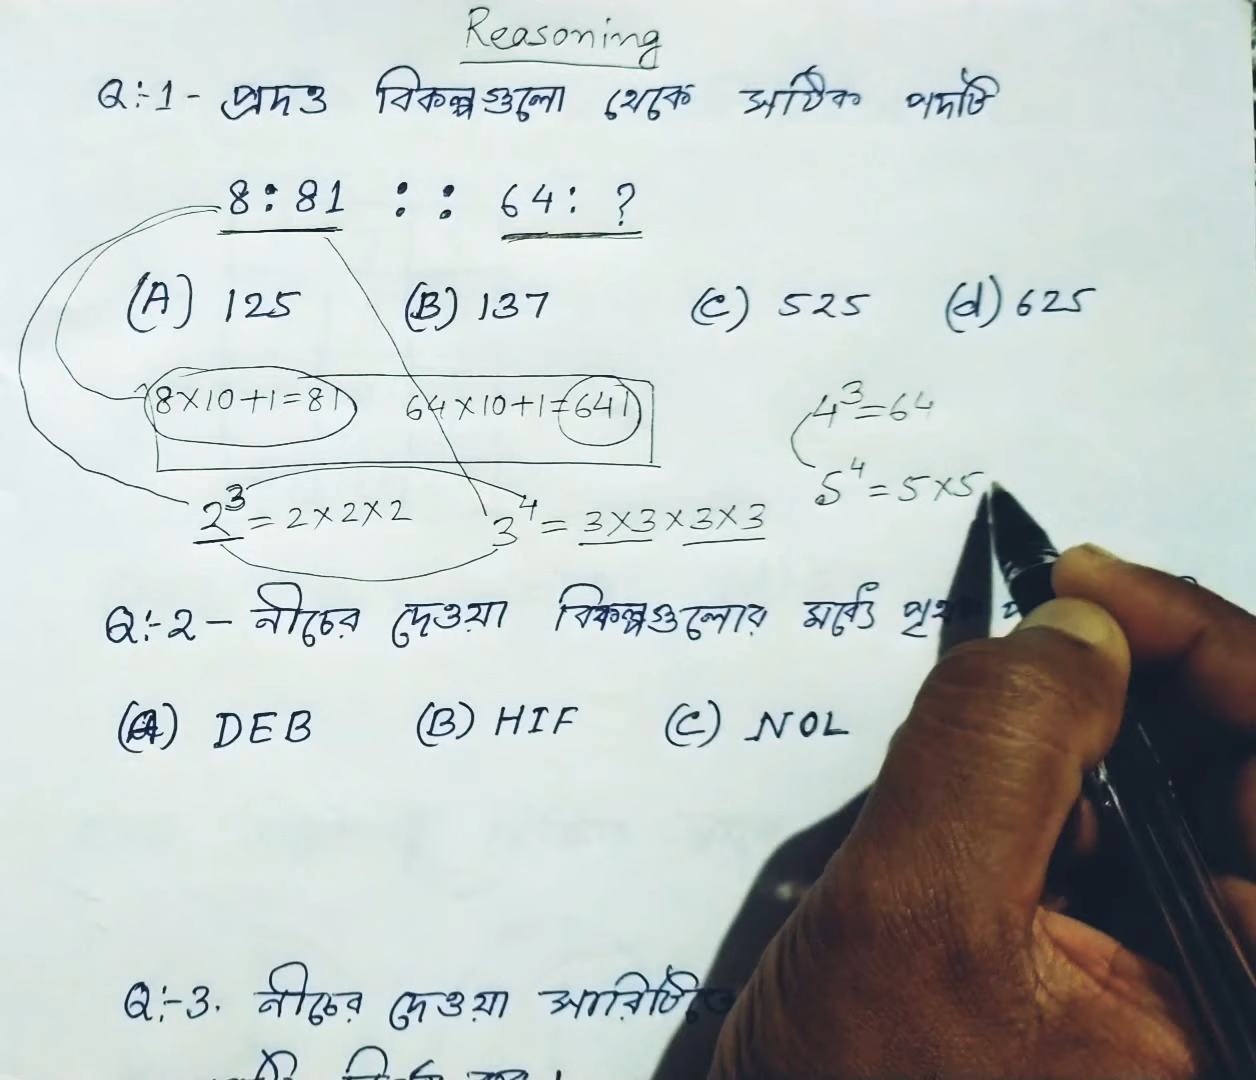 Reasoning
Q:-1- প্রদত্ত বিকল্পগুলো থেকে সঠিক পদটি
8:81 :: 64: ?
(A) 125 (B) 137 (C) 525 (d) 625
8×10+1=81 64×10+1=641
4³=64
5⁴=5×5
2³=2×2×2 3⁴=3×3×3×3
Q:-2- নীচের দেওয়া বিকল্পগুলোর মধ্যে
(A) DEB (B) HIF (C) NOL
Q:-3. নীচের দেওয়া